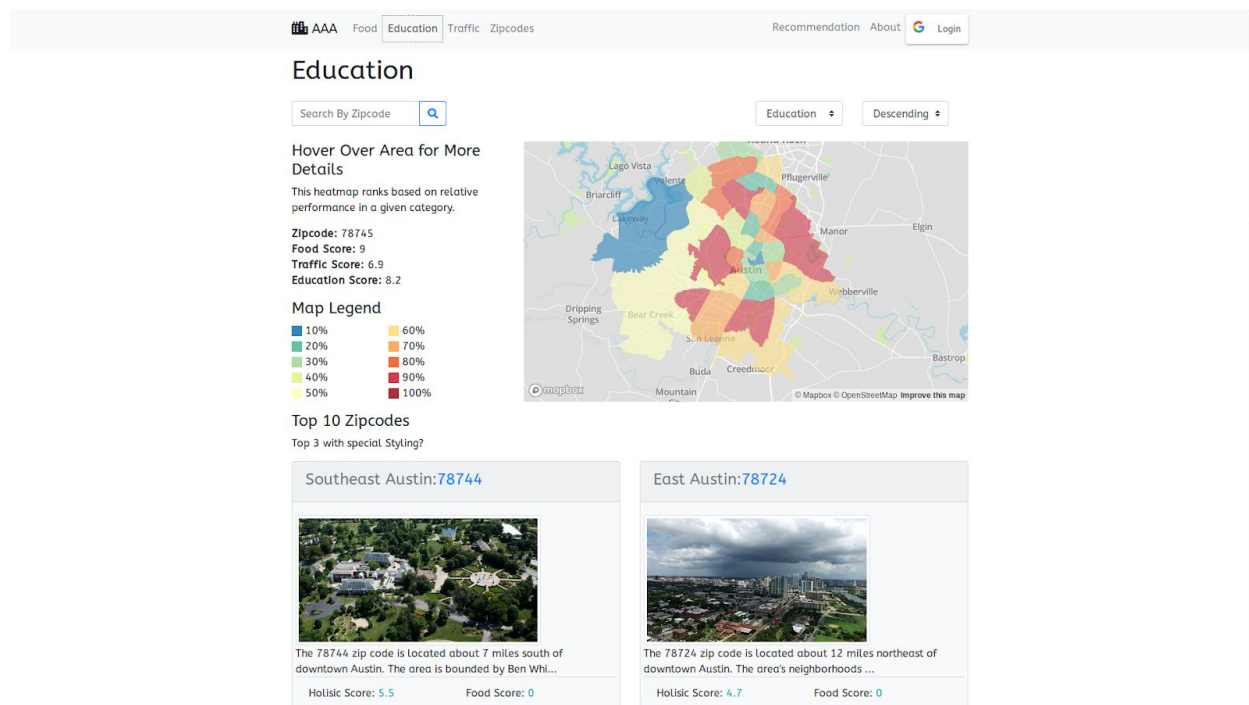 AAA Food Education Traffic Zipcodes Recommendation About Login
Education
Search By Zipcode Education Descending
Hover Over Area for More
Details
This heatmap ranks based on relative
performance in a given category.
Zipcode: 78745
Food Score: 9
Traffic Score: 6.9
Education Score: 8.2
Map Legend
10% 60%
20% 70%
30% 80%
40% 90%
50% 100%
Round Rock
Lago Vista
Volente
Pflugerville
Briarcliff
Lakeway
Manor
Elgin
Austin
Webberville
Dripping
Springs
Bear Creek
San Leanna
Bastrop
Buda
Creedmoor
mapbox
Mountain
City
© Mapbox © OpenStreetMap Improve this map
Top 10 Zipcodes
Top 3 with special Styling?
Southeast Austin:78744
The 78744 zip code is located about 7 miles south of
downtown Austin. The area is bounded by Ben Whi...
Holisic Score: 5.5 Food Score: 0
East Austin:78724
The 78724 zip code is located about 12 miles northeast of
downtown Austin. The area's neighborhoods ...
Holisic Score: 4.7 Food Score: 0